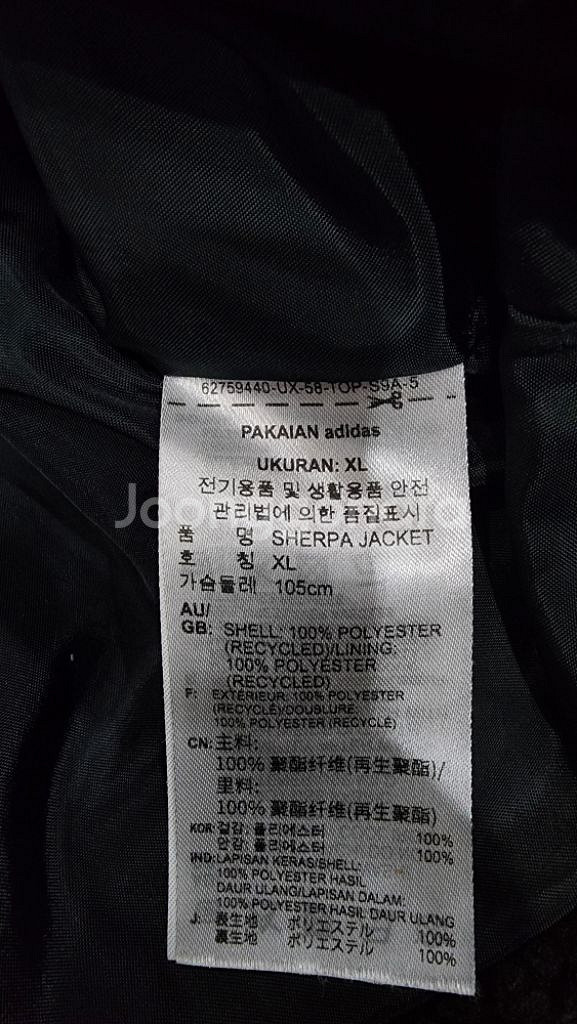 62759440-UX-58-TOP-S9A-5
PAKAIAN adidas
UKURAN: XL
전기용품 및 생활용품 안전
관리법에 의한 품질표시
품 명 SHERPA JACKET
호 칭 XL
가슴둘레 105cm
AU/
GB: SHELL: 100% POLYESTER
(RECYCLED)/LINING:
100% POLYESTER
(RECYCLED)
F: EXTÉRIEUR: 100% POLYESTER
(RECYCLÉ)/DOUBLURE:
100% POLYESTER (RECYCLÉ)
CN: 主料:
100% 聚酯纤维(再生聚酯)/
里料:
100% 聚酯纤维(再生聚酯)
KOR: 겉감: 폴리에스터 100%
안감: 폴리에스터 100%
IND: LAPISAN KERAS/SHELL:
100% POLYESTER HASIL
DAUR ULANG/LAPISAN DALAM:
100% POLYESTER HASIL DAUR ULANG
J: 表生地 ポリエステル 100%
裏生地 ポリエステル 100%